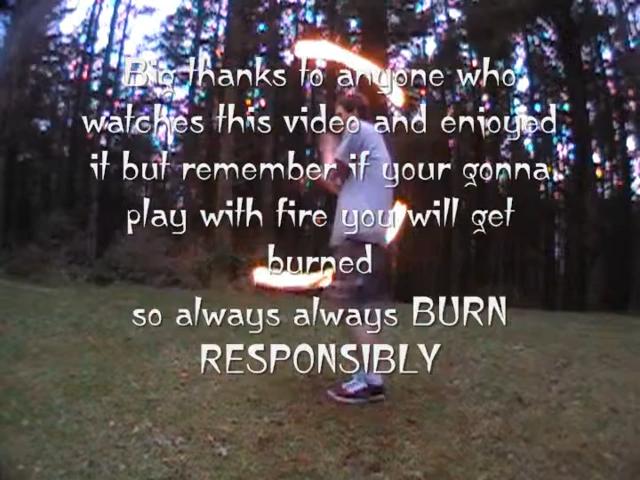 Big thanks to anyone who
watches this video and enjoyed
it but remember if your gonna
play with fire you will get
burned
so always always BURN
RESPONSIBLY